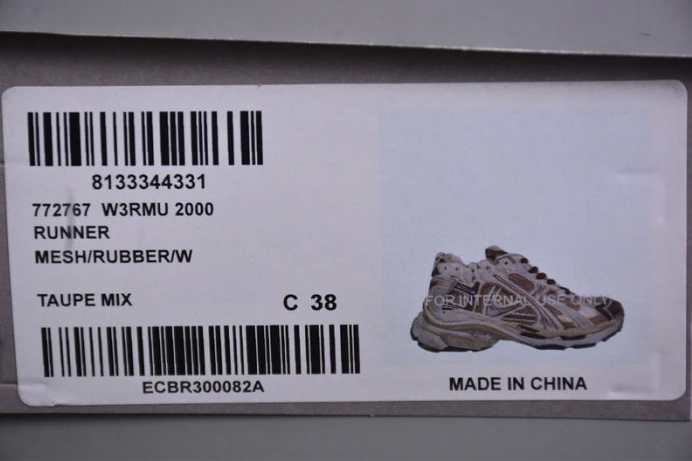 8133344331
772767 W3RMU 2000
RUNNER
MESH/RUBBER/W
TAUPE MIX
C 38
ECBR300082A
FOR INTERNAL USE ONLY
MADE IN CHINA